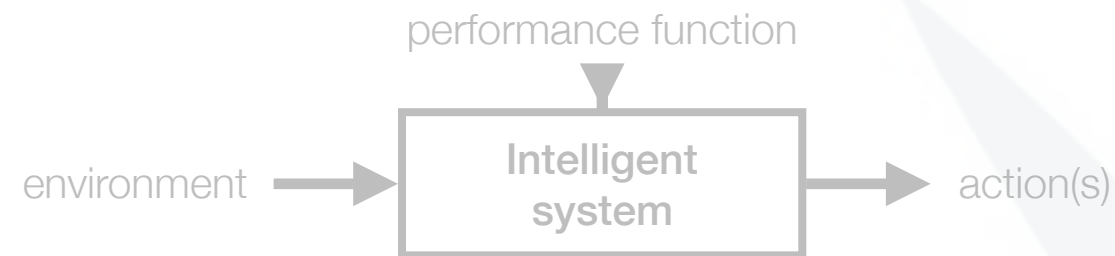 performance function
Intelligent
environment
system
action(s)